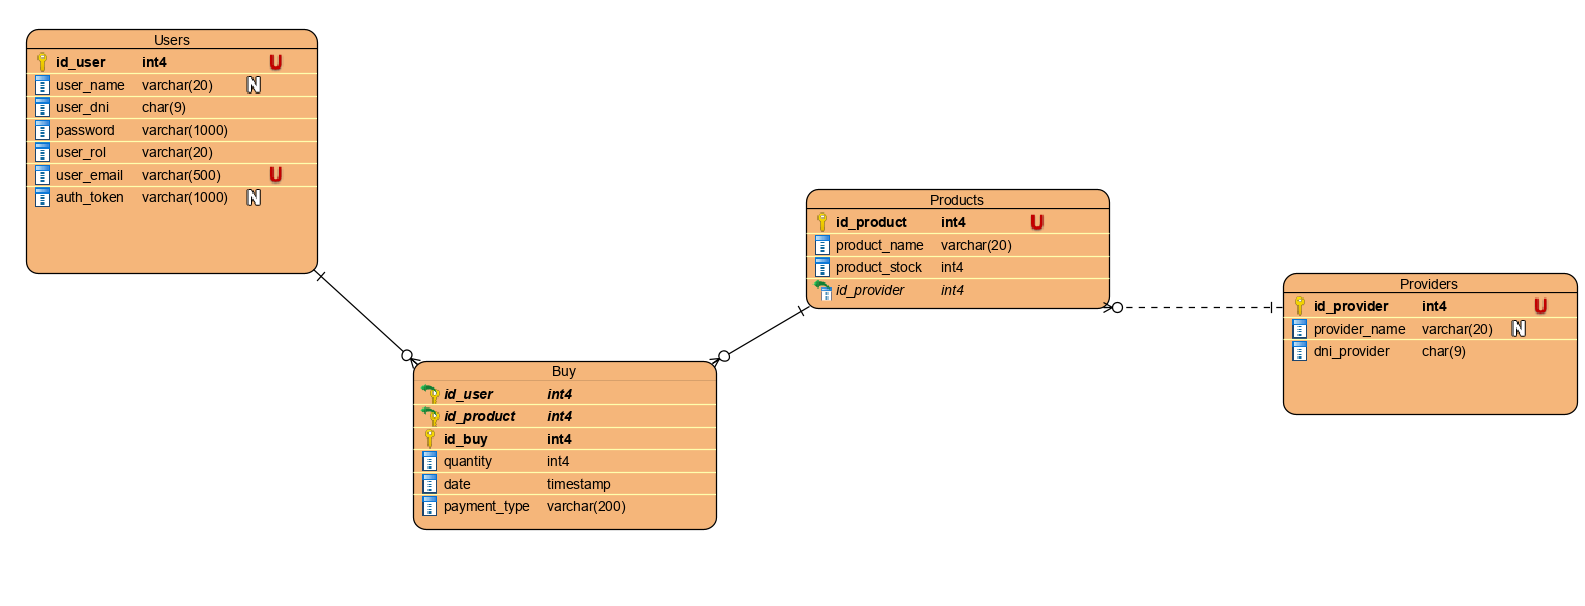 Users
id_user int4 U
user_name varchar(20) N
user_dni char(9)
password varchar(1000)
user_rol varchar(20)
user_email varchar(500) U
auth_token varchar(1000) N
Products
id_product int4 U
product_name varchar(20)
product_stock int4
id_provider int4
Providers
id_provider int4 U
provider_name varchar(20) N
dni_provider char(9)
Buy
id_user int4
id_product int4
id_buy int4
quantity int4
date timestamp
payment_type varchar(200)